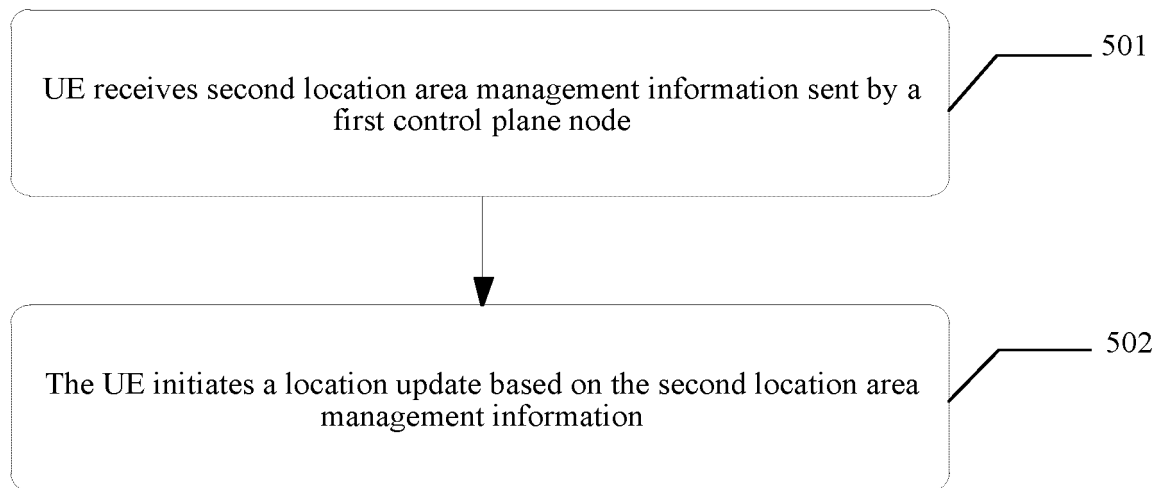 UE receives second location area management information sent by a
first control plane node
501
The UE initiates a location update based on the second location area
management information
502